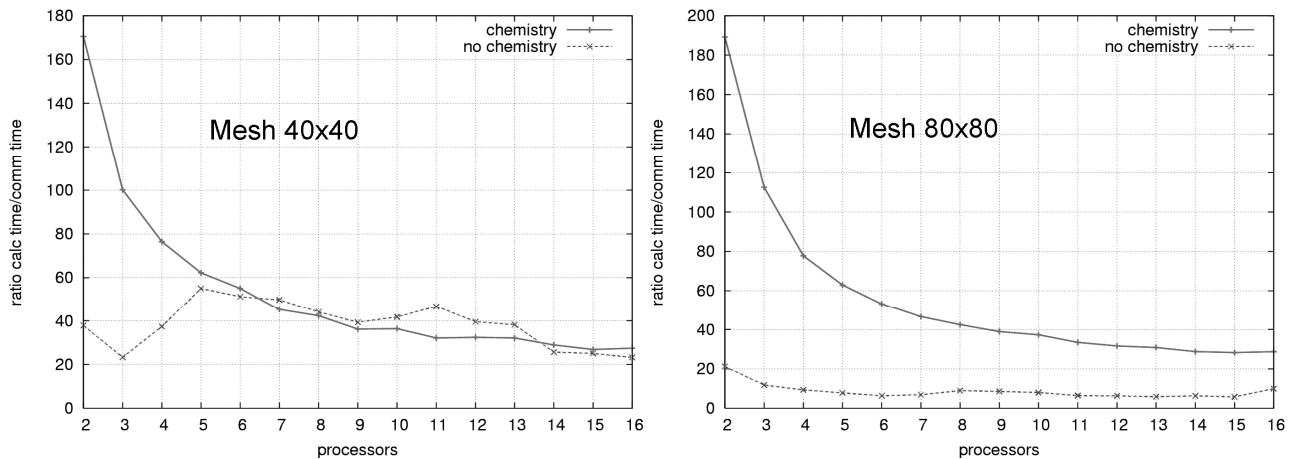 180
160
140
120
100
80
60
40
20
0
ratio calc time/comm time
chemistry
no chemistry
Mesh 40x40
2 3 4 5 6 7 8 9 10 11 12 13 14 15 16
processors
200
180
160
140
120
100
80
60
40
20
0
ratio calc time/comm time
chemistry
no chemistry
Mesh 80x80
2 3 4 5 6 7 8 9 10 11 12 13 14 15 16
processors